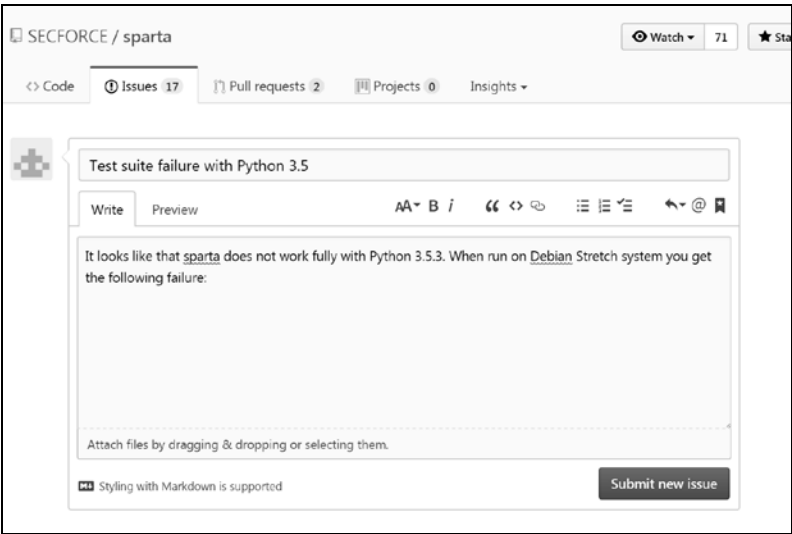 SECFORCE / sparta
Watch 71 Sta
Code Issues 17 Pull requests 2 Projects 0 Insights
Test suite failure with Python 3.5
Write Preview AA B i
It looks like that sparta does not work fully with Python 3.5.3. When run on Debian Stretch system you get
the following failure:
Attach files by dragging & dropping or selecting them.
Styling with Markdown is supported
Submit new issue